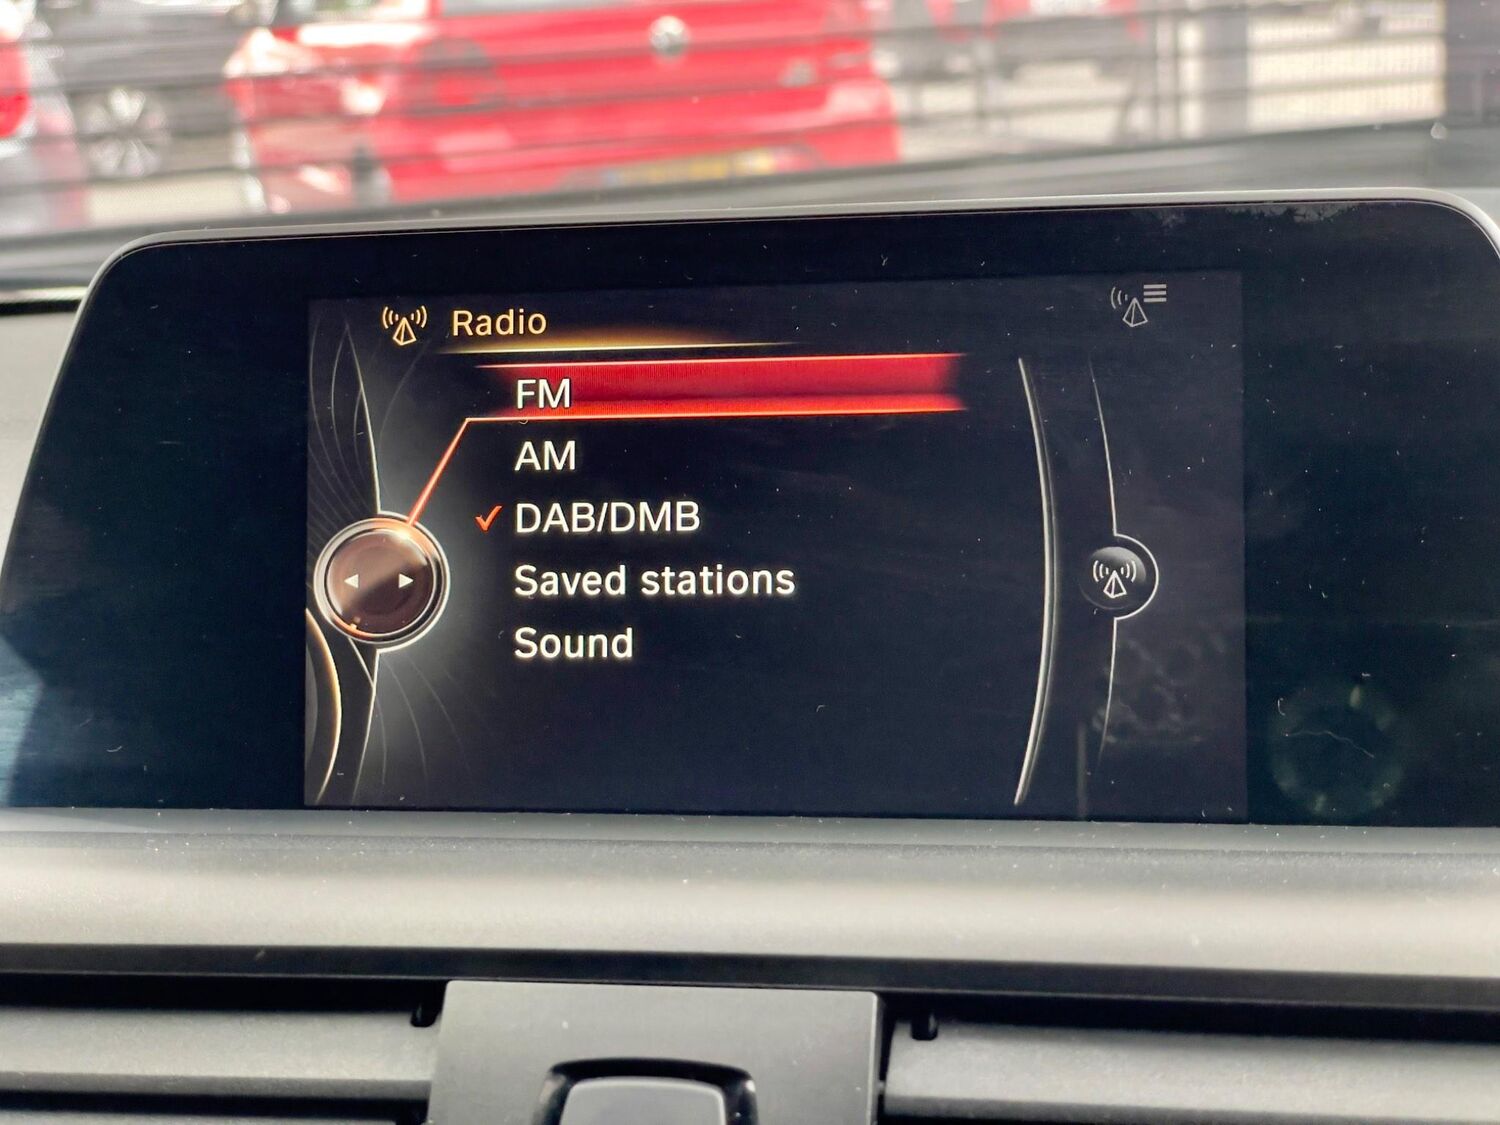 Radio
FM
AM
DAB/DMB
Saved stations
Sound